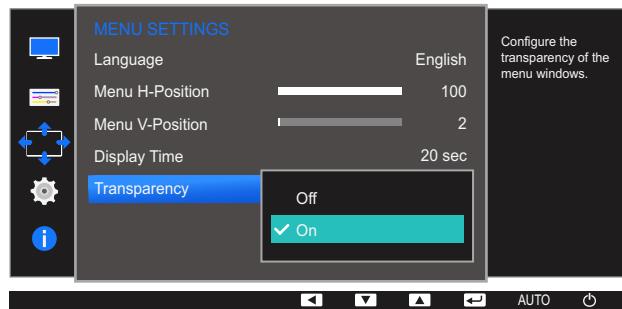 MENU SETTINGS
Language English
Menu H-Position 100
Menu V-Position 2
Display Time 20 sec
Transparency
Off
On
Configure the
transparency of the
menu windows.
i
AUTO